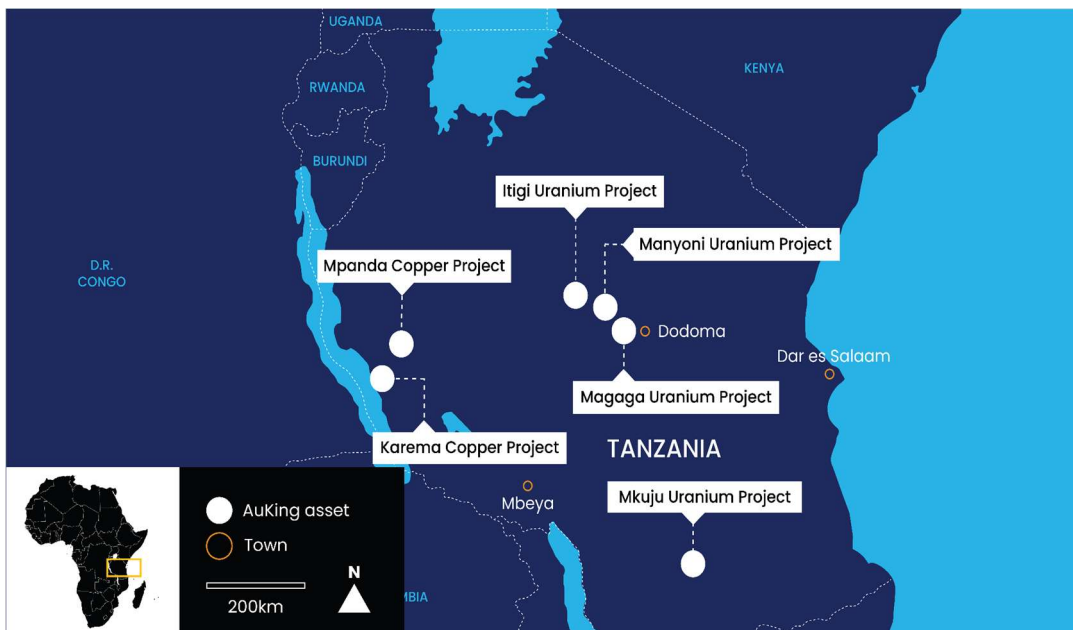 UGANDA
KENYA
RWANDA
BURUNDI
Itigi Uranium Project
Manyoni Uranium Project
Mpanda Copper Project
D.R.
CONGO
Dodoma
Dar es Salaam
Magaga Uranium Project
Karema Copper Project
TANZANIA
Mbeya
Mkuju Uranium Project
AuKing asset
Town
200km
N
MBIA